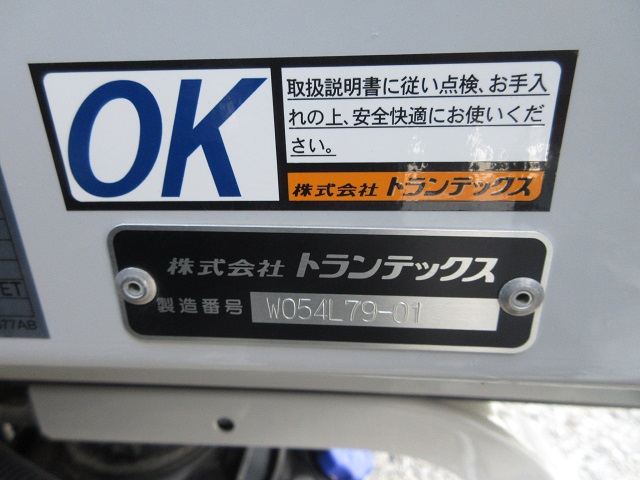 OK
取扱説明書に従い点検、お手入
れの上、安全快適にお使いくだ
さい。
株式会社 トランテックス
株式会社 トランテックス
製造番号 W054L79-01
ET
677AB